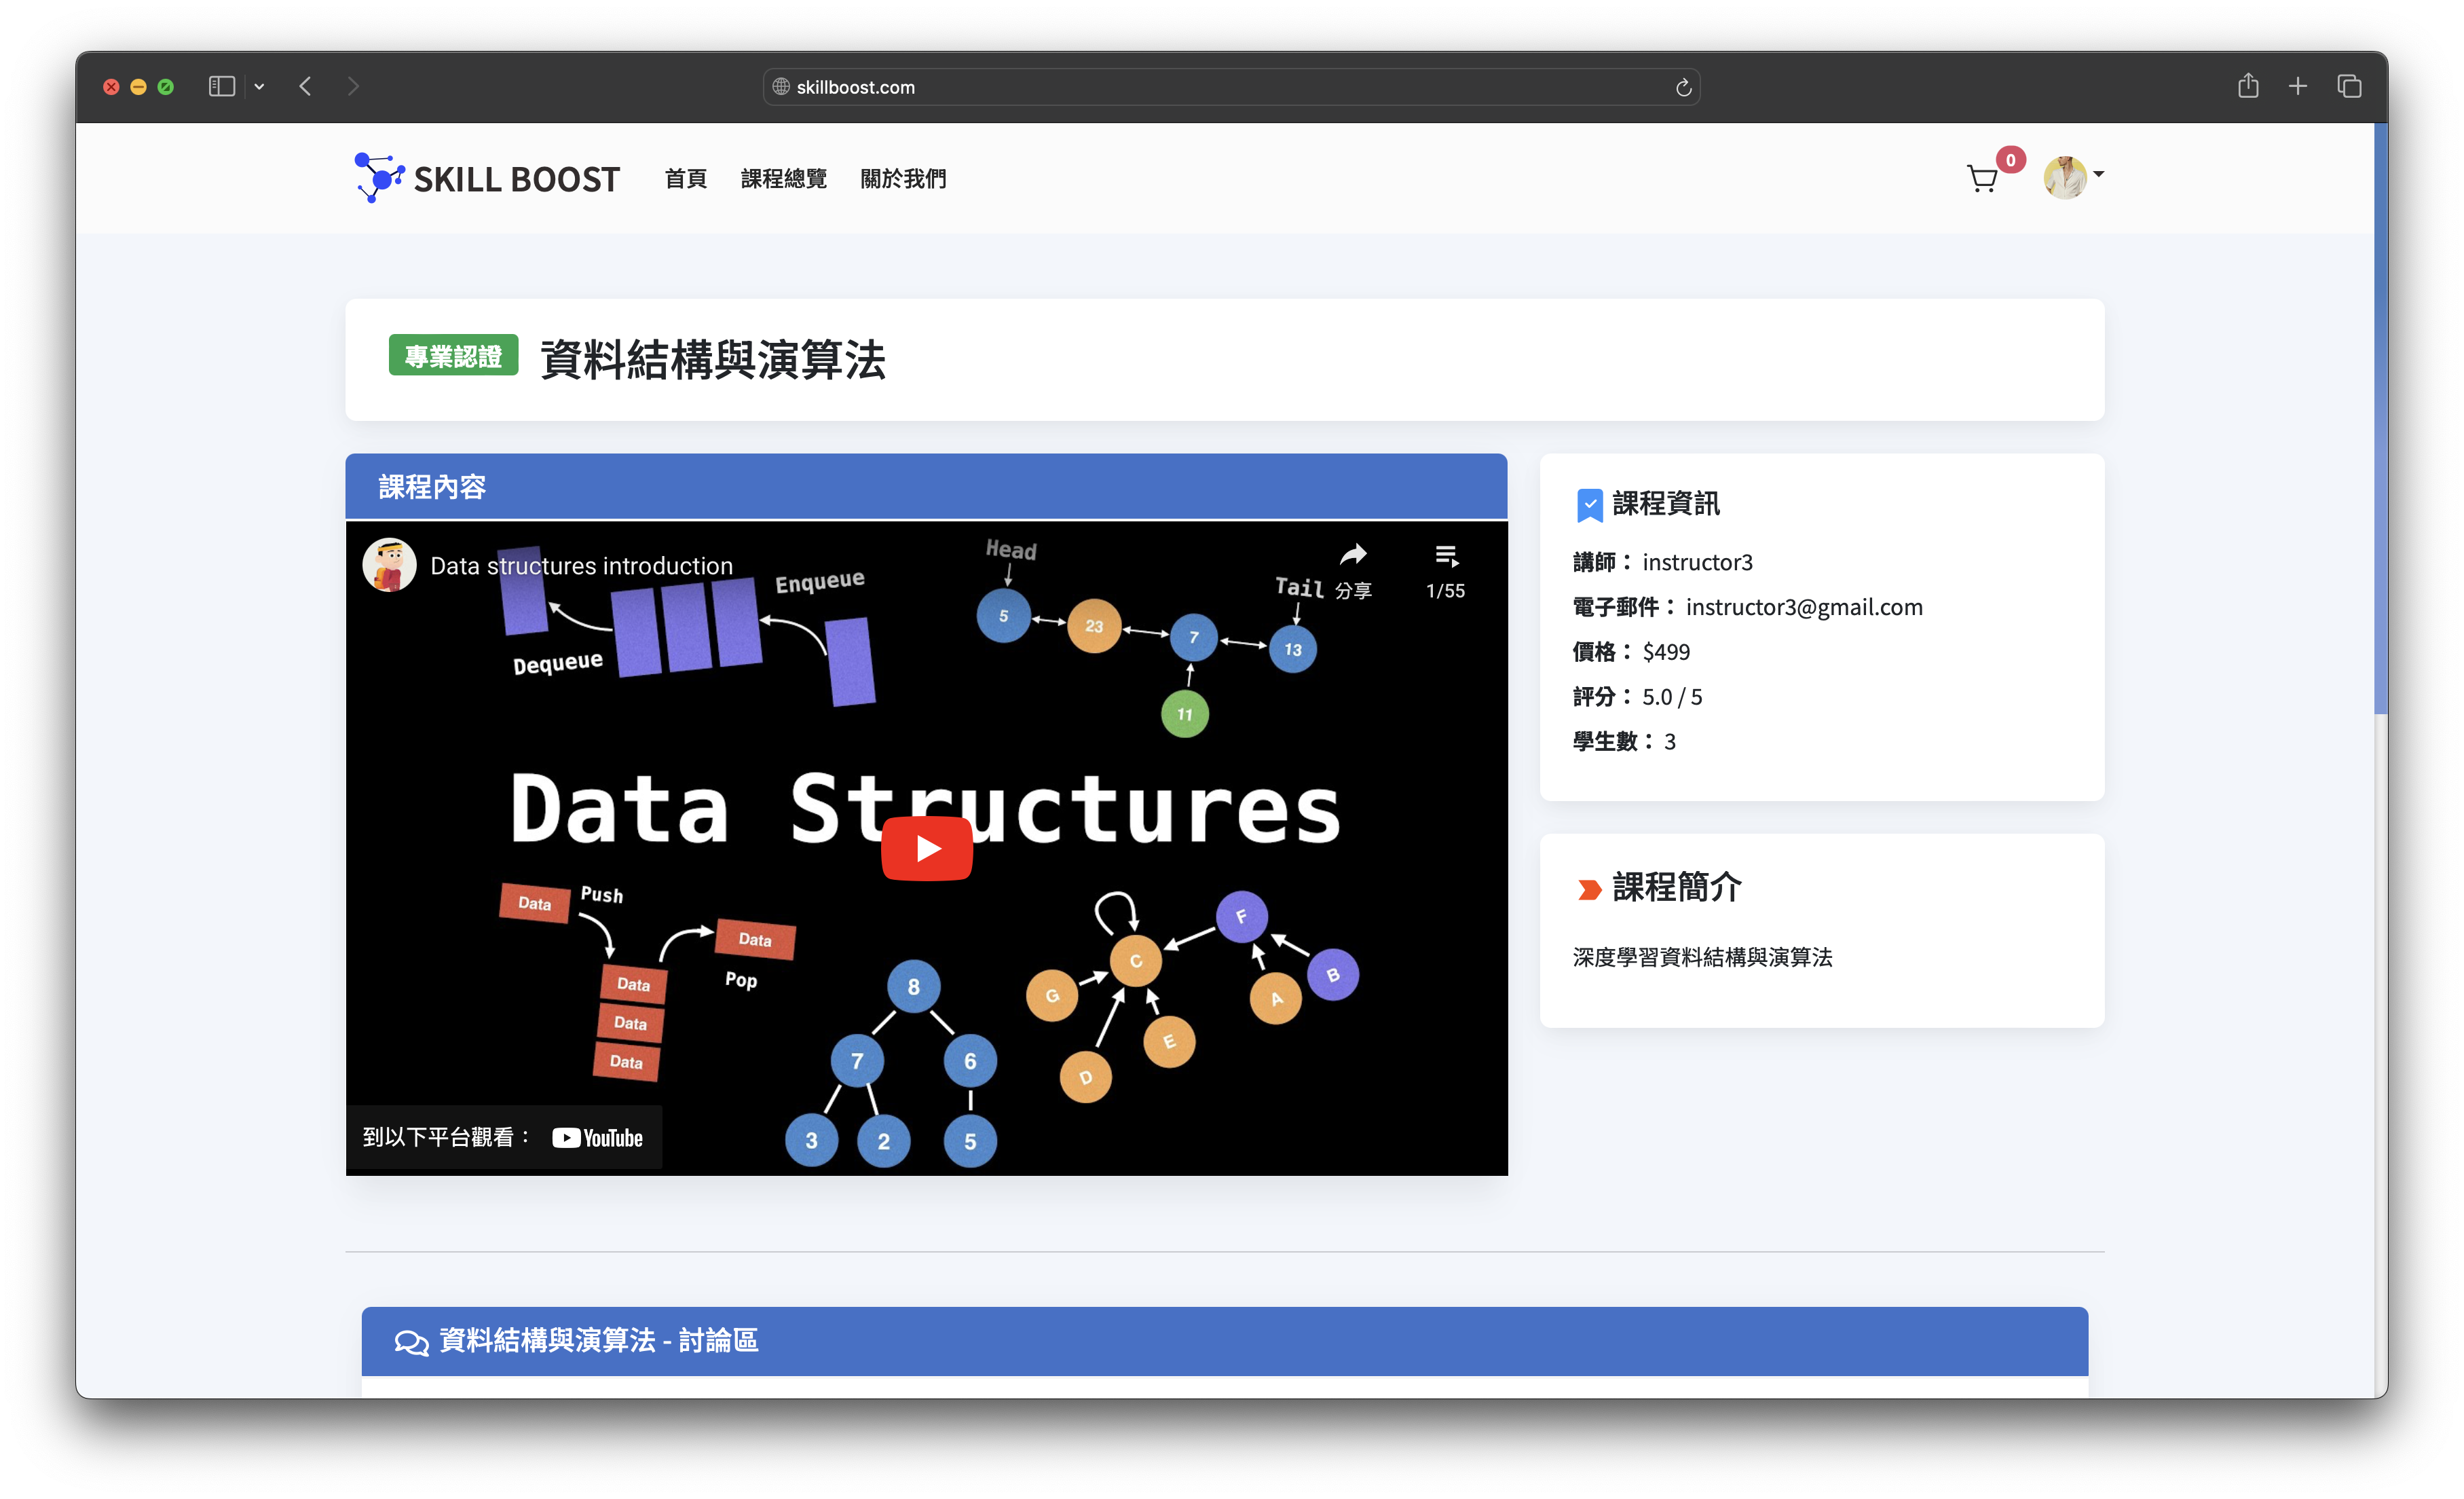 skillboost.com
SKILL BOOST
首頁
課程總覽
關於我們
0
專業認證
資料結構與演算法
課程內容
Data structures introduction
分享
1/55
Dequeue
Enqueue
Head
Tail
5
23
7
13
11
Data Structures
Data
Push
Data
Pop
Data
Data
Data
8
7
6
3
2
5
C
F
G
B
A
E
D
到以下平台觀看：
YouTube
課程資訊
講師： instructor3
電子郵件： instructor3@gmail.com
價格： $499
評分： 5.0 / 5
學生數： 3
課程簡介
深度學習資料結構與演算法
資料結構與演算法 - 討論區